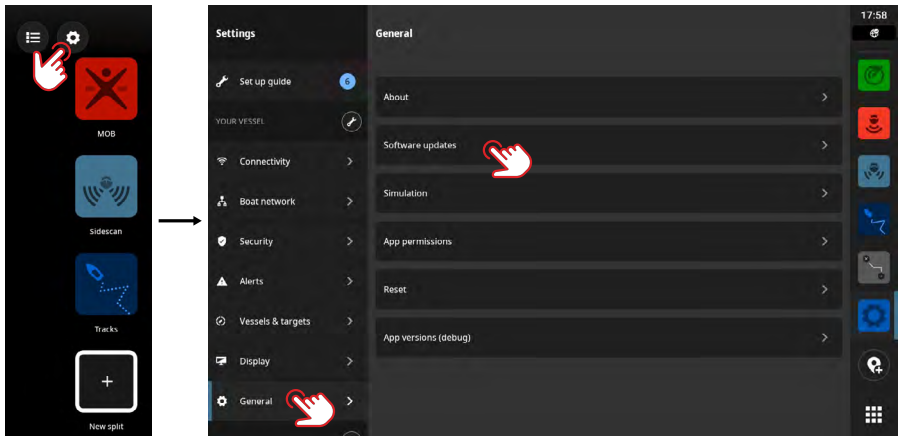 MOB
Sidescan
Tracks
+
New split
Settings
Set up guide
6
YOUR VESSEL
Connectivity
Boat network
Security
Alerts
Vessels & targets
Display
General
General
About
Software updates
Simulation
App permissions
Reset
App versions (debug)
17:58